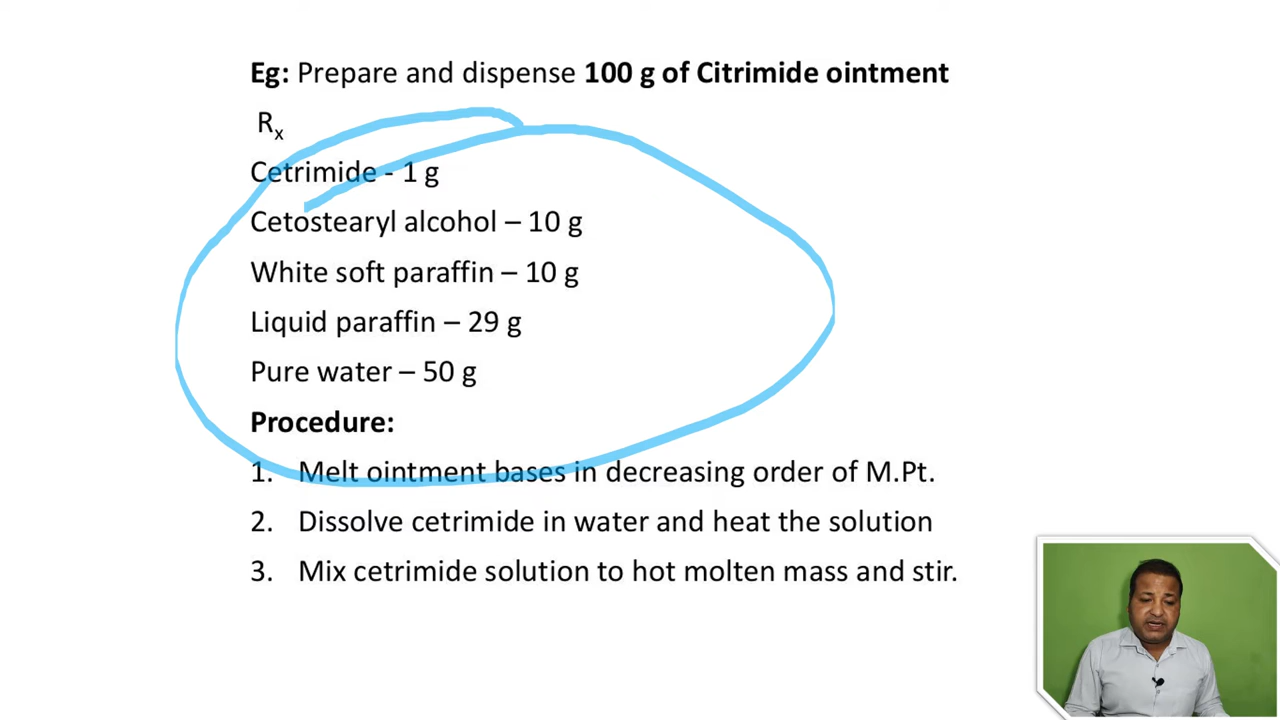 Eg: Prepare and dispense 100 g of Citrimide ointment
Rx
Cetrimide - 1 g
Cetostearyl alcohol – 10 g
White soft paraffin – 10 g
Liquid paraffin – 29 g
Pure water – 50 g
Procedure:
1. Melt ointment bases in decreasing order of M.Pt.
2. Dissolve cetrimide in water and heat the solution
3. Mix cetrimide solution to hot molten mass and stir.